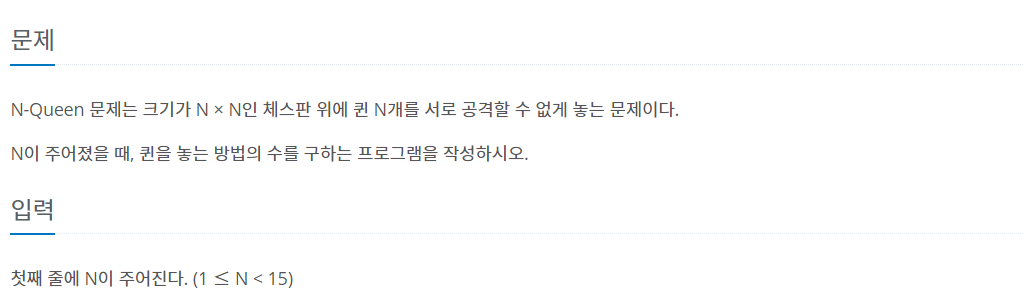 문제
N-Queen 문제는 크기가 N × N인 체스판 위에 퀸 N개를 서로 공격할 수 없게 놓는 문제이다.
N이 주어졌을 때, 퀸을 놓는 방법의 수를 구하는 프로그램을 작성하시오.
입력
첫째 줄에 N이 주어진다. (1 ≤ N < 15)